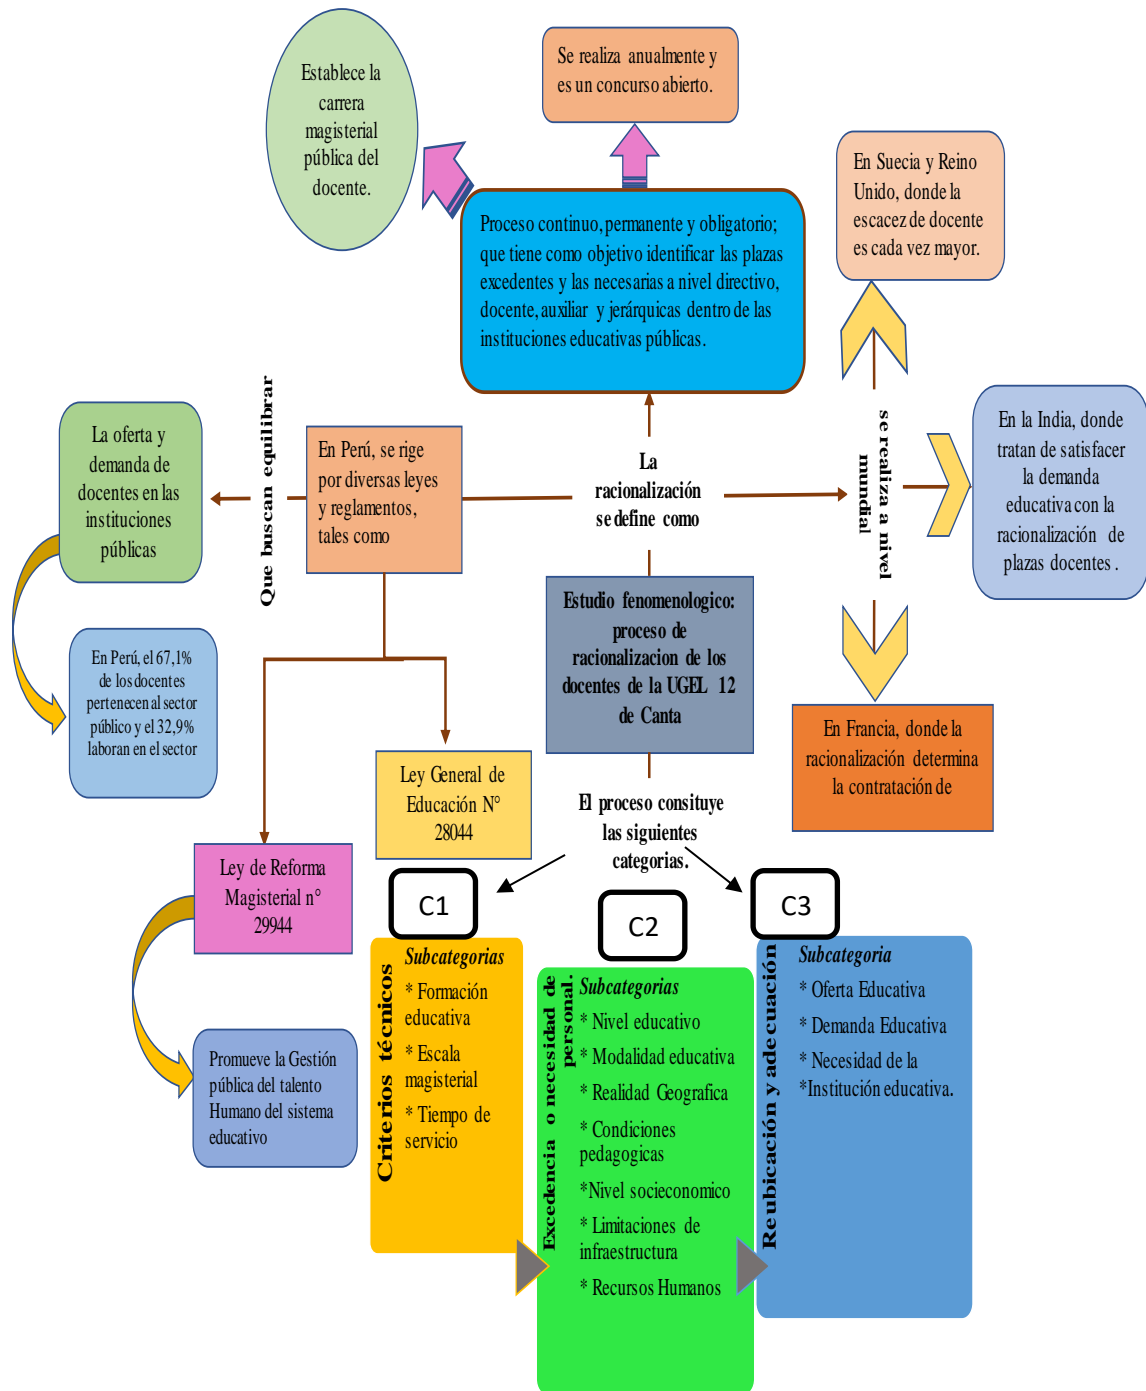 Establece la
carrera
magisterial
pública del
docente.
Se realiza anualmente y
es un concurso abierto.
En Suecia y Reino
Unido, donde la
escacez de docente
es cada vez mayor.
Proceso continuo, permanente y obligatorio;
que tiene como objetivo identificar las plazas
excedentes y las necesarias a nivel directivo,
docente, auxiliar y jerárquicas dentro de las
instituciones educativas públicas.
La oferta y
demanda de
docentes en las
instituciones
públicas
Que buscan equilibrar
En Perú, se rige
por diversas leyes
y reglamentos,
tales como
La
racionalización
se define como
se realiza a nivel
mundial
En la India, donde
tratan de satisfacer
la demanda
educativa con la
racionalización de
plazas docentes .
En Perú, el 67,1%
de los docentes
pertenecen al sector
público y el 32,9%
laboran en el sector
Estudio fenomenologico:
proceso de
racionalizacion de los
docentes de la UGEL 12
de Canta
En Francia, donde la
racionalización determina
la contratación de
Ley General de
Educación N°
28044
El proceso consituye
las siguientes
categorias.
Ley de Reforma
Magisterial n°
29944
Promueve la Gestión
pública del talento
Humano del sistema
educativo
C1
Criterios técnicos
Subcategorias
* Formación
educativa
* Escala
magisterial
* Tiempo de
servicio
C2
Excedencia o necesidad de
personal.
Subcategorias
* Nivel educativo
* Modalidad educativa
* Realidad Geografica
* Condiciones
pedagogicas
*Nivel socieconomico
* Limitaciones de
infraestructura
* Recursos Humanos
C3
Reubicación y adecuación
Subcategoria
* Oferta Educativa
* Demanda Educativa
* Necesidad de la
*Institución educativa.